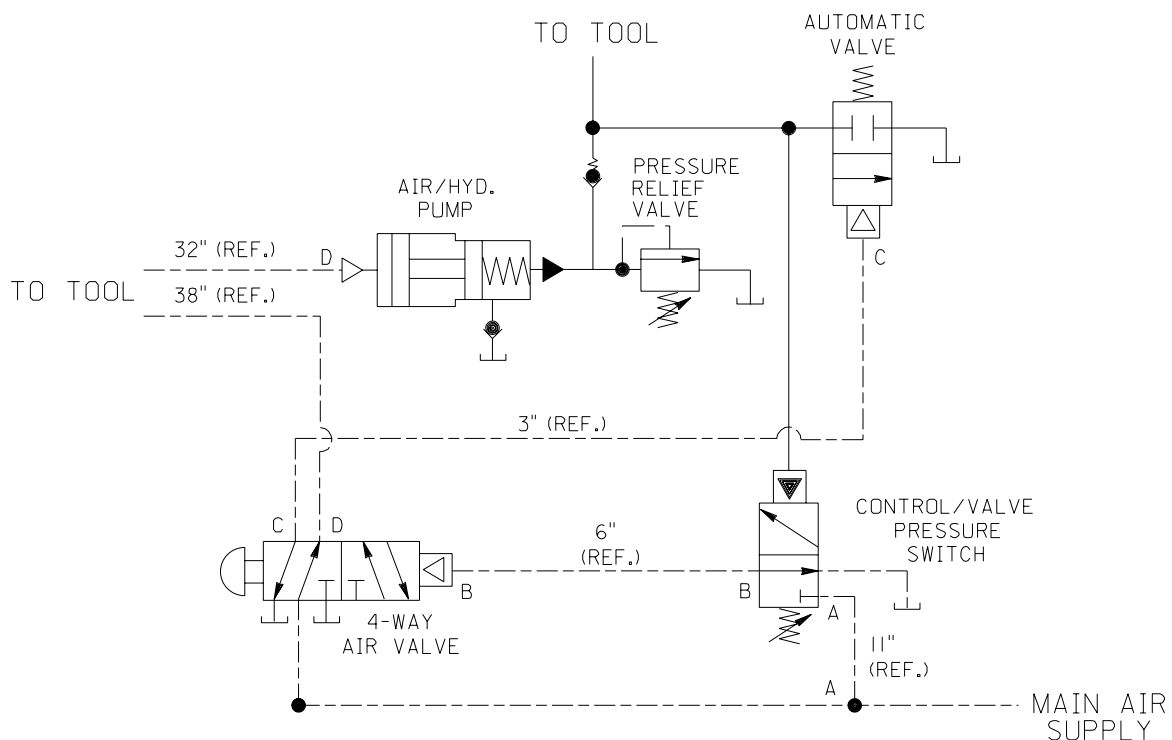 TO TOOL
AUTOMATIC
VALVE
PRESSURE
RELIEF
VALVE
AIR/HYD.
PUMP
32" (REF.)
D
C
TO TOOL
38" (REF.)
3" (REF.)
C
D
6"
(REF.)
CONTROL/VALVE
PRESSURE
SWITCH
B
B
A
4-WAY
AIR VALVE
11"
(REF.)
A
MAIN AIR
SUPPLY